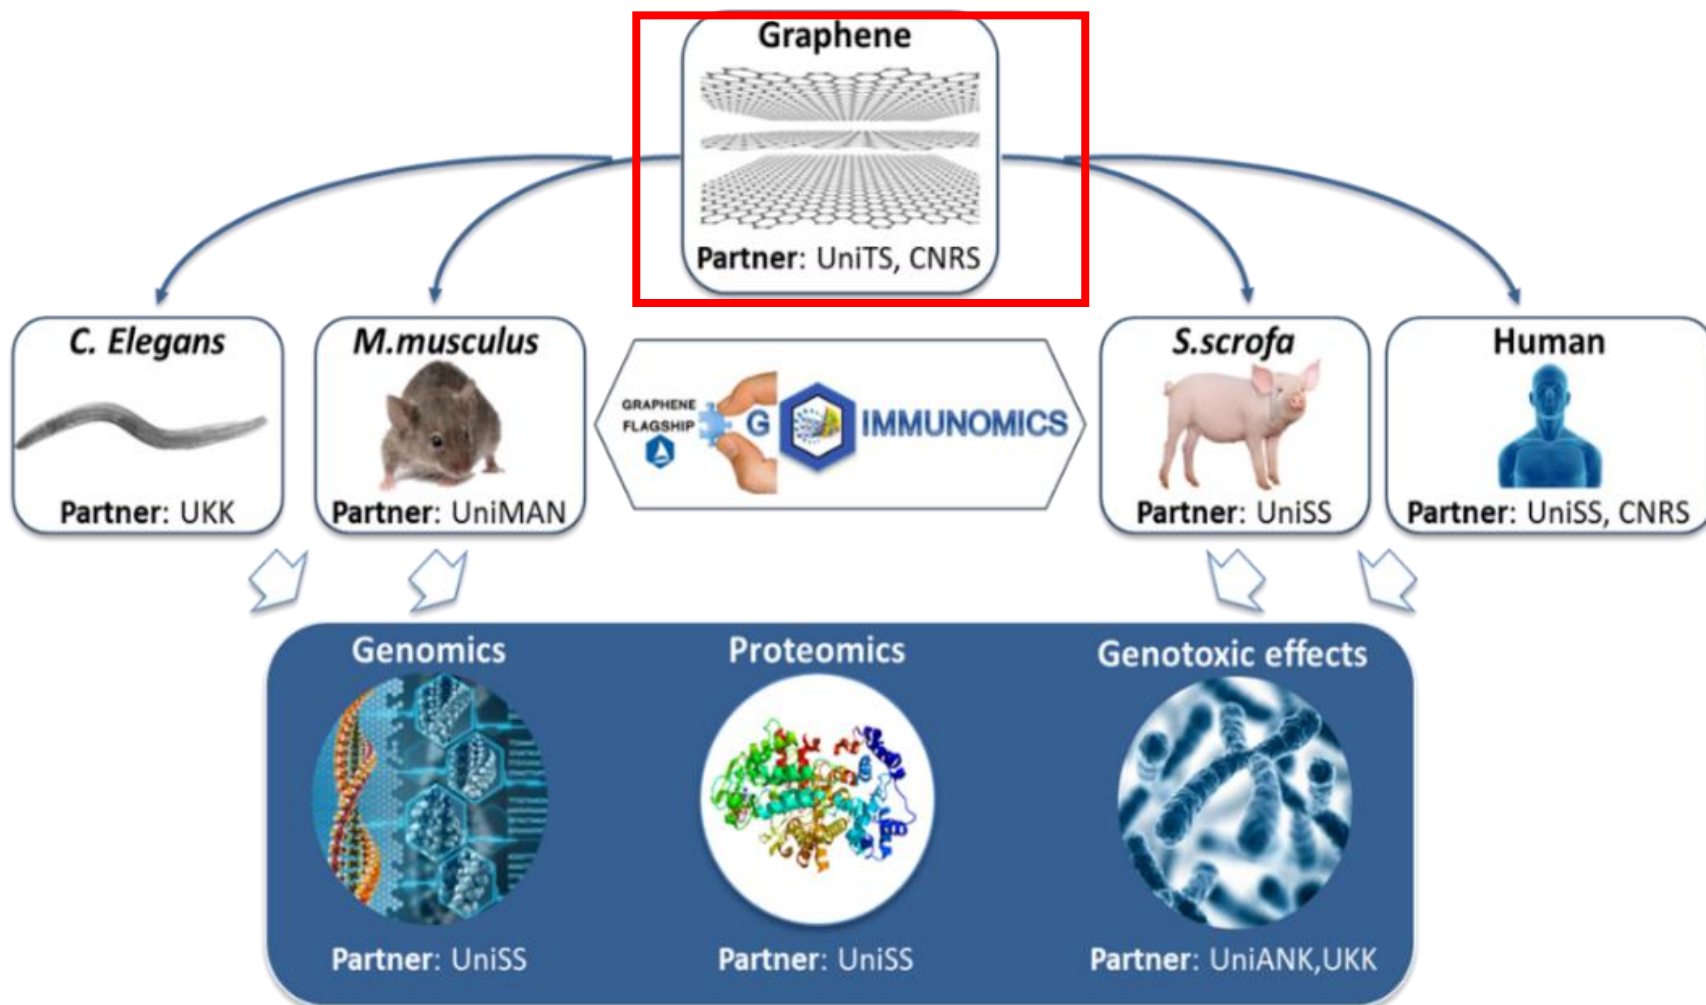 Graphene
Partner: UniTS, CNRS
C. Elegans
Partner: UKK
M.musculus
Partner: UniMAN
GRAPHENE
FLAGSHIP
G IMMUNOMICS
S.scrofa
Partner: UniSS
Human
Partner: UniSS, CNRS
Genomics
Partner: UniSS
Proteomics
Partner: UniSS
Genotoxic effects
Partner: UniANK,UKK